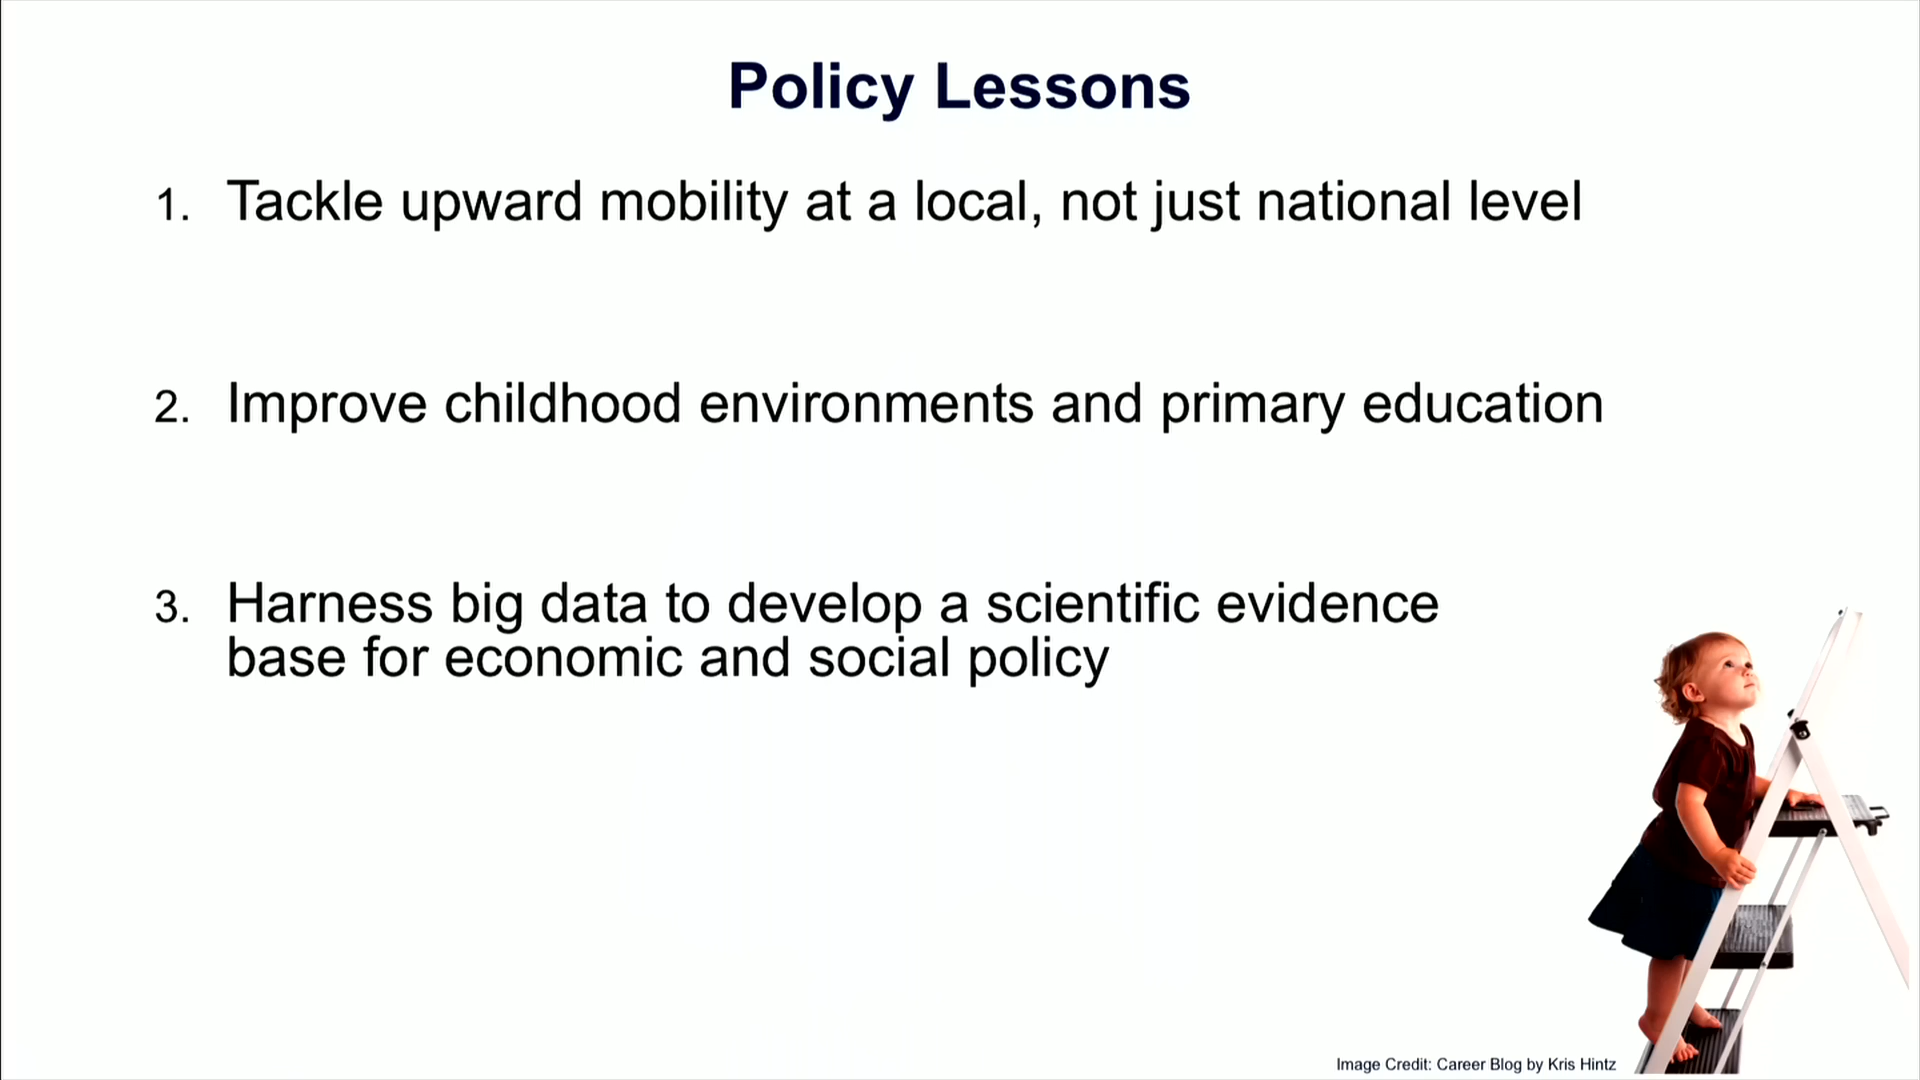 Policy Lessons
1. Tackle upward mobility at a local, not just national level
2. Improve childhood environments and primary education
3. Harness big data to develop a scientific evidence
base for economic and social policy
Image Credit: Career Blog by Kris Hintz